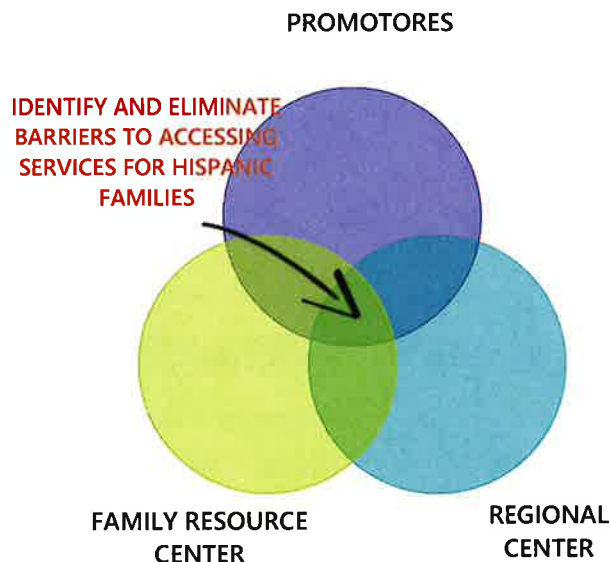 PROMOTORES
IDENTIFY AND ELIMINATE
BARRIERS TO ACCESSING
SERVICES FOR HISPANIC
FAMILIES
FAMILY RESOURCE
CENTER
REGIONAL
CENTER